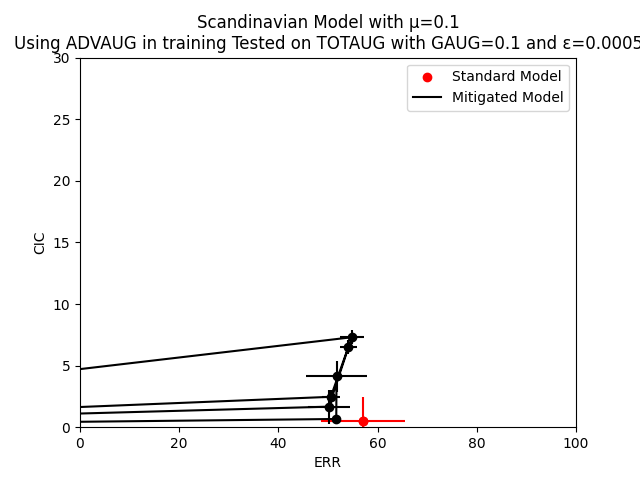 Scandinavian Model with μ=0.1
Using ADVAUG in training Tested on TOTAUG with GAUG=0.1 and ε=0.0005
Standard Model
Mitigated Model
CIC
30
25
20
15
10
5
0
0 20 40 60 80 100
ERR